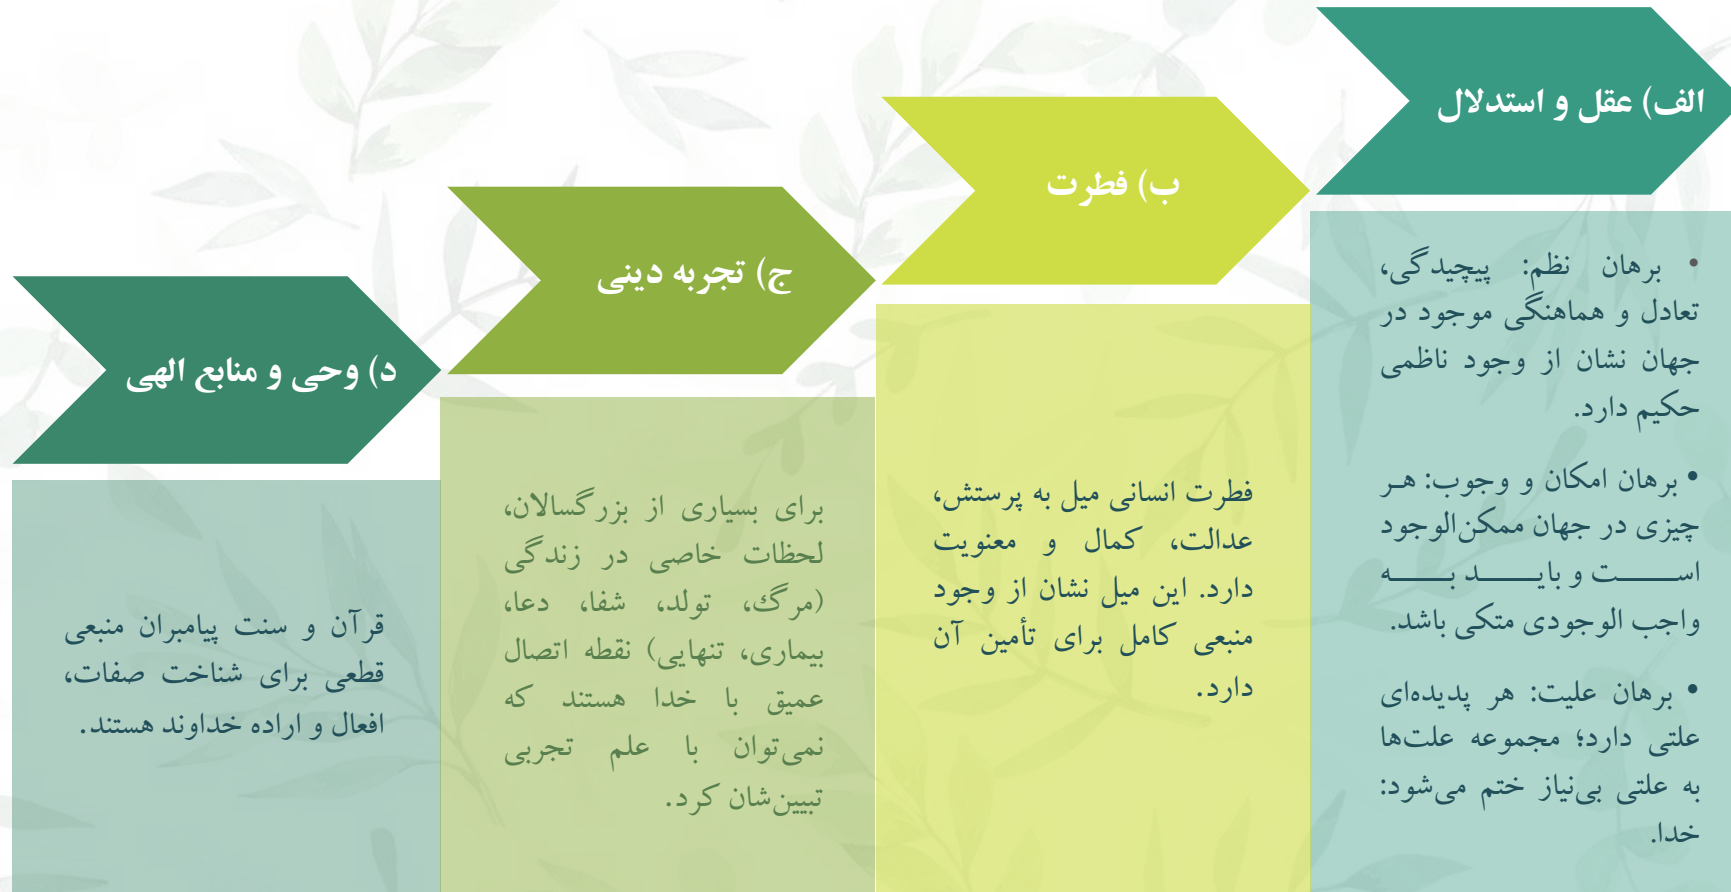 الف) عقل و استدلال
• برهان نظم: پیچیدگی،
تعادل و هماهنگی موجود در
جهان نشان از وجود ناظمی
حکیم دارد.
• برهان امکان و وجوب: هر
چیزی در جهان ممکن‌الوجود
است و باید به
واجب الوجودی متکی باشد.
• برهان علیت: هر پدیده‌ای
علتی دارد؛ مجموعه علت‌ها
به علتی بی‌نیاز ختم می‌شود:
خدا.
ب) فطرت
فطرت انسانی میل به پرستش،
عدالت، کمال و معنویت
دارد. این میل نشان از وجود
منبعی کامل برای تأمین آن
دارد.
ج) تجربه دینی
برای بسیاری از بزرگسالان،
لحظات خاصی در زندگی
(مرگ، تولد، شفا، دعا،
بیماری، تنهایی) نقطه اتصال
عمیق با خدا هستند که
نمی‌توان با علم تجربی
تبیین‌شان کرد.
د) وحی و منابع الهی
قرآن و سنت پیامبران منبعی
قطعی برای شناخت صفات،
افعال و اراده خداوند هستند.